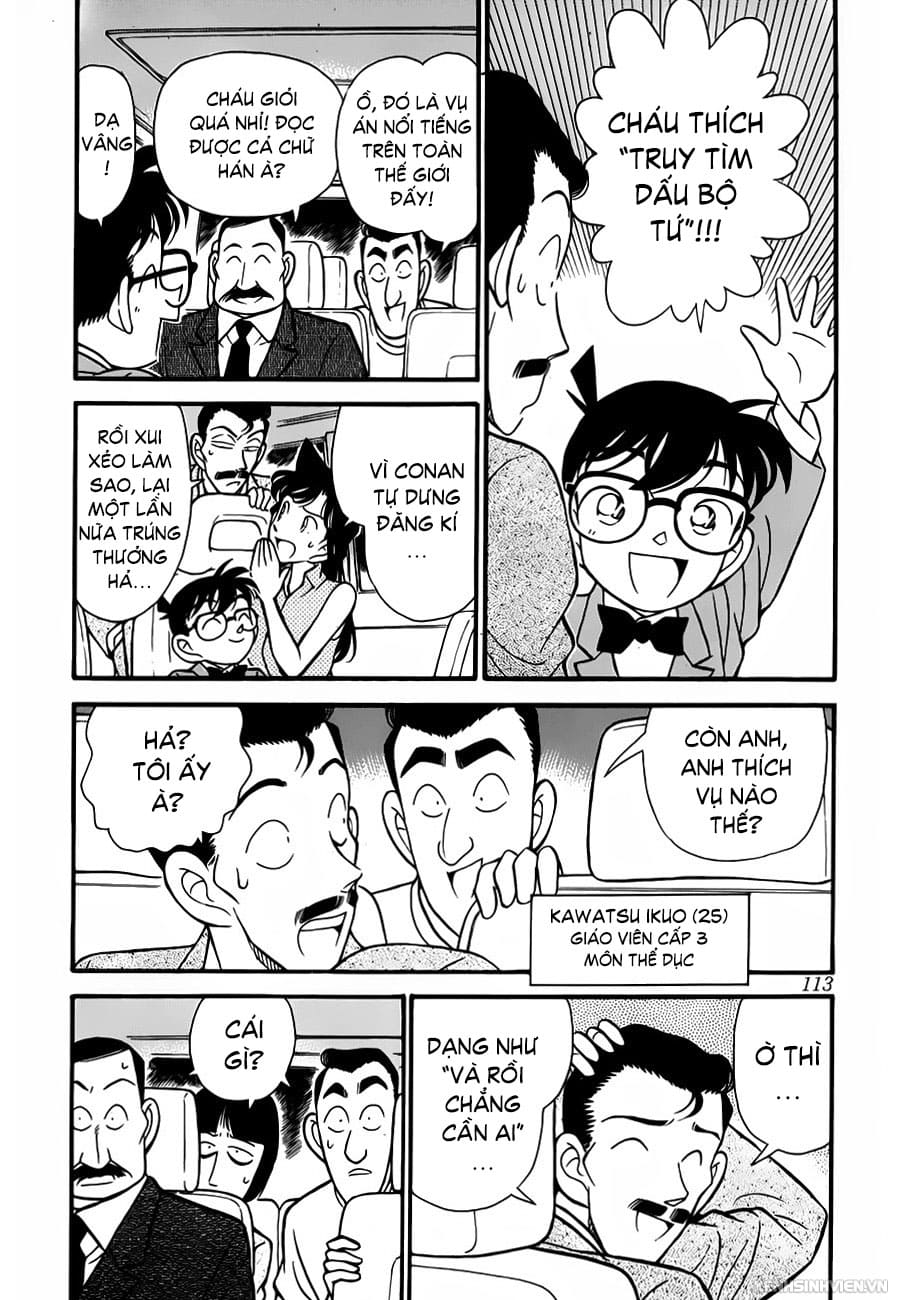 CHÁU THÍCH
"TRUY TÌM
DẤU BỘ
TỨ"!!!
Ồ, ĐÓ LÀ VỤ
ÁN NỔI TIẾNG
TRÊN TOÀN
THẾ GIỚI
ĐẤY!
CHÁU GIỎI
QUÁ NHỈ! ĐỌC
ĐƯỢC CẢ CHỮ
HÁN À?
DẠ
VÂNG
!
VÌ CONAN
TỰ DƯNG
ĐĂNG KÍ
...
RỒI XUI
XẺO LÀM
SAO, LẠI
MỘT LẦN
NỮA TRÚNG
THƯỞNG
HẢ...
CÒN ANH,
ANH THÍCH
VỤ NÀO
THẾ?
HẢ?
TÔI ẤY
À?
KAWATSU IKUO (25)
GIÁO VIÊN CẤP 3
MÔN THỂ DỤC
113
Ờ THÌ
...
DẠNG NHƯ
"VÀ RỒI
CHẲNG
CẦN AI"
...
CÁI
GÌ?
KENHSINHVIEN.VN